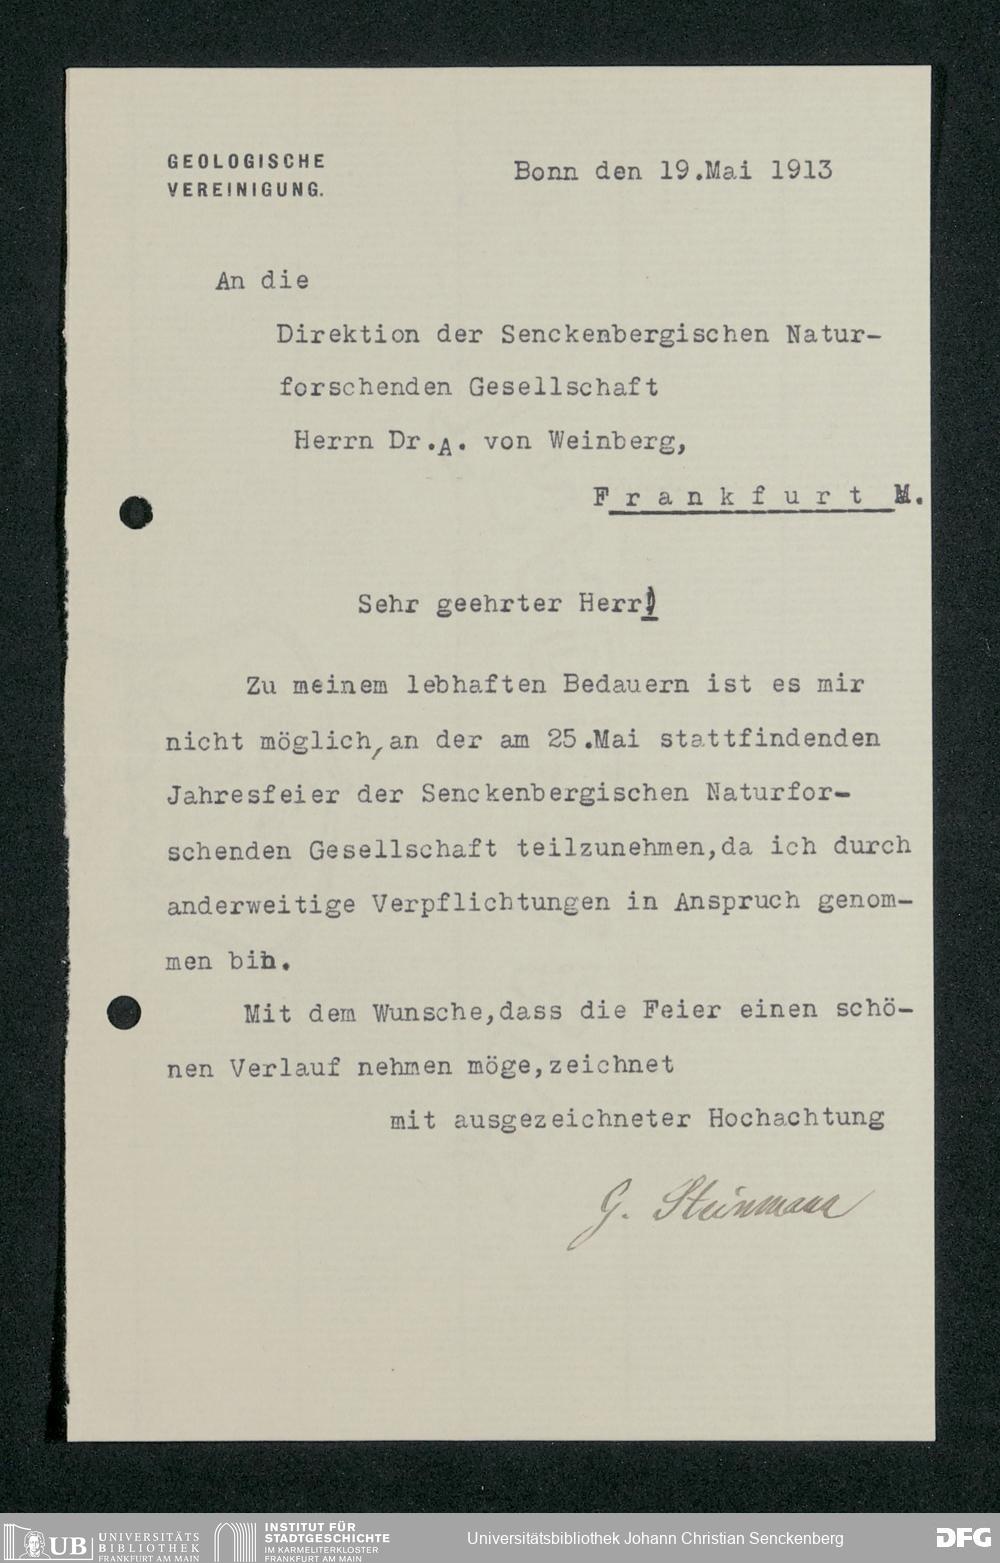 GEOLOGISCHE
VEREINIGUNG.
Bonn den 19.Mai 1913
An die
Direktion der Senckenbergischen Natur-
forschenden Gesellschaft
Herrn Dr.A. von Weinberg,
F r a n k f u r t M.
Sehr geehrter Herr!
Zu meinem lebhaften Bedauern ist es mir
nicht möglich, an der am 25.Mai stattfindenden
Jahresfeier der Senckenbergischen Naturfor-
schenden Gesellschaft teilzunehmen,da ich durch
anderweitige Verpflichtungen in Anspruch genom-
men bin.
Mit dem Wunsche,dass die Feier einen schö-
nen Verlauf nehmen möge,zeichnet
mit ausgezeichneter Hochachtung
G. Steinmann
UB UNIVERSITÄTS
BIBLIOTHEK
FRANKFURT AM MAIN
INSTITUT FÜR
STADTGESCHICHTE
IM KARMELITERKLOSTER
FRANKFURT AM MAIN
Universitätsbibliothek Johann Christian Senckenberg
DFG